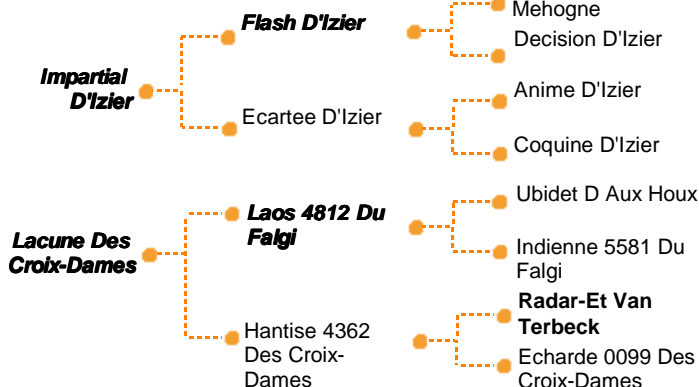 Mehogne
Flash D'Izier
Decision D'Izier
Impartial
D'Izier
Anime D'Izier
Ecartee D'Izier
Coquine D'Izier
Ubidet D Aux Houx
Laos 4812 Du
Falgi
Lacune Des
Croix-Dames
Indienne 5581 Du
Falgi
Radar-Et Van
Terbeck
Hantise 4362
Des Croix-
Dames
Echarde 0099 Des
Croix-Dames